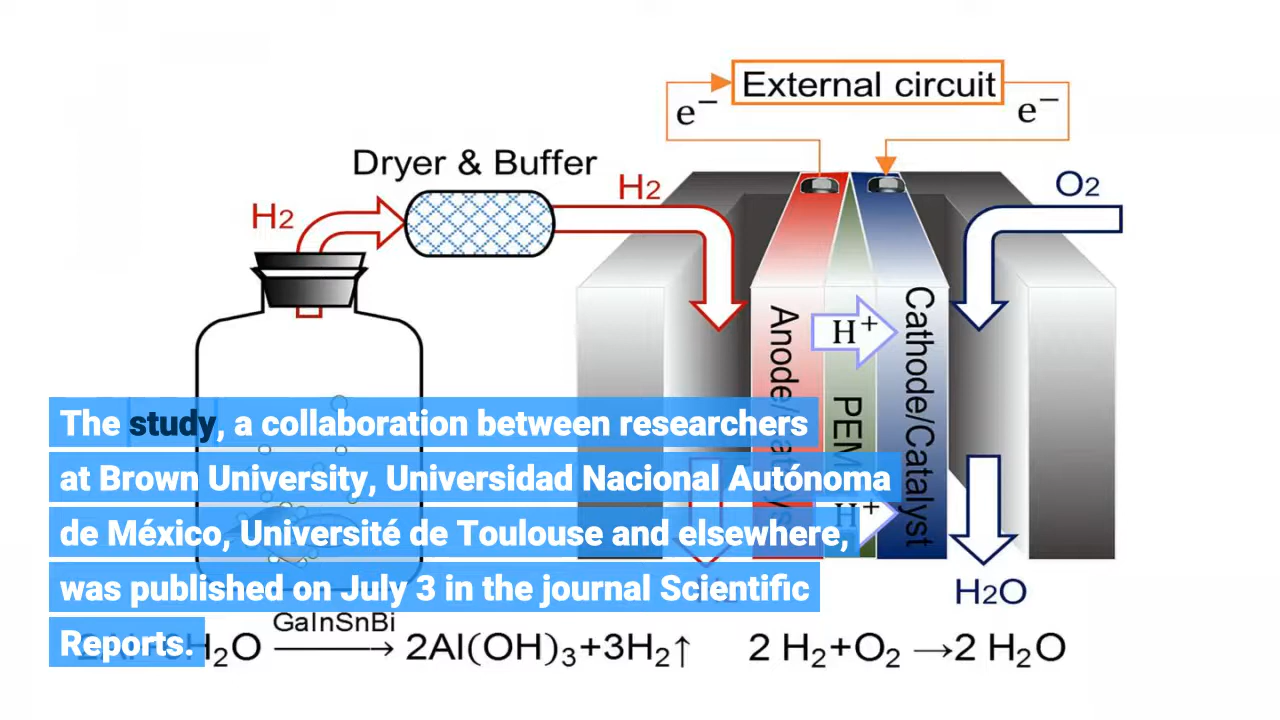 External circuit
e⁻
e⁻
Dryer & Buffer
H2
H2
O2
Anode/
H⁺
Cathode/Catalyst
PEM
H⁺
The study, a collaboration between researchers
at Brown University, Universidad Nacional Autónoma
de México, Université de Toulouse and elsewhere,
was published on July 3 in the journal Scientific
Reports.
H2O
GaInSnBi
H₂O → 2Al(OH)₃+3H₂↑
2 H₂+O₂ →2 H₂O